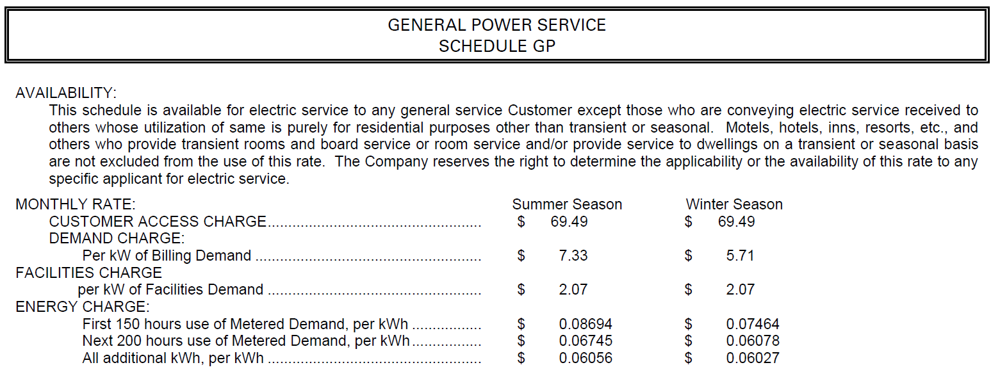 GENERAL POWER SERVICE
SCHEDULE GP
AVAILABILITY:
This schedule is available for electric service to any general service Customer except those who are conveying electric service received to
others whose utilization of same is purely for residential purposes other than transient or seasonal. Motels, hotels, inns, resorts, etc., and
others who provide transient rooms and board service or room service and/or provide service to dwellings on a transient or seasonal basis
are not excluded from the use of this rate. The Company reserves the right to determine the applicability or the availability of this rate to any
specific applicant for electric service.
MONTHLY RATE: Summer Season Winter Season
CUSTOMER ACCESS CHARGE.................................................... $ 69.49 $ 69.49
DEMAND CHARGE:
Per kW of Billing Demand ....................................................... $ 7.33 $ 5.71
FACILITIES CHARGE
per kW of Facilities Demand .................................................... $ 2.07 $ 2.07
ENERGY CHARGE:
First 150 hours use of Metered Demand, per kWh ................. $ 0.08694 $ 0.07464
Next 200 hours use of Metered Demand, per kWh................. $ 0.06745 $ 0.06078
All additional kWh, per kWh .................................................... $ 0.06056 $ 0.06027